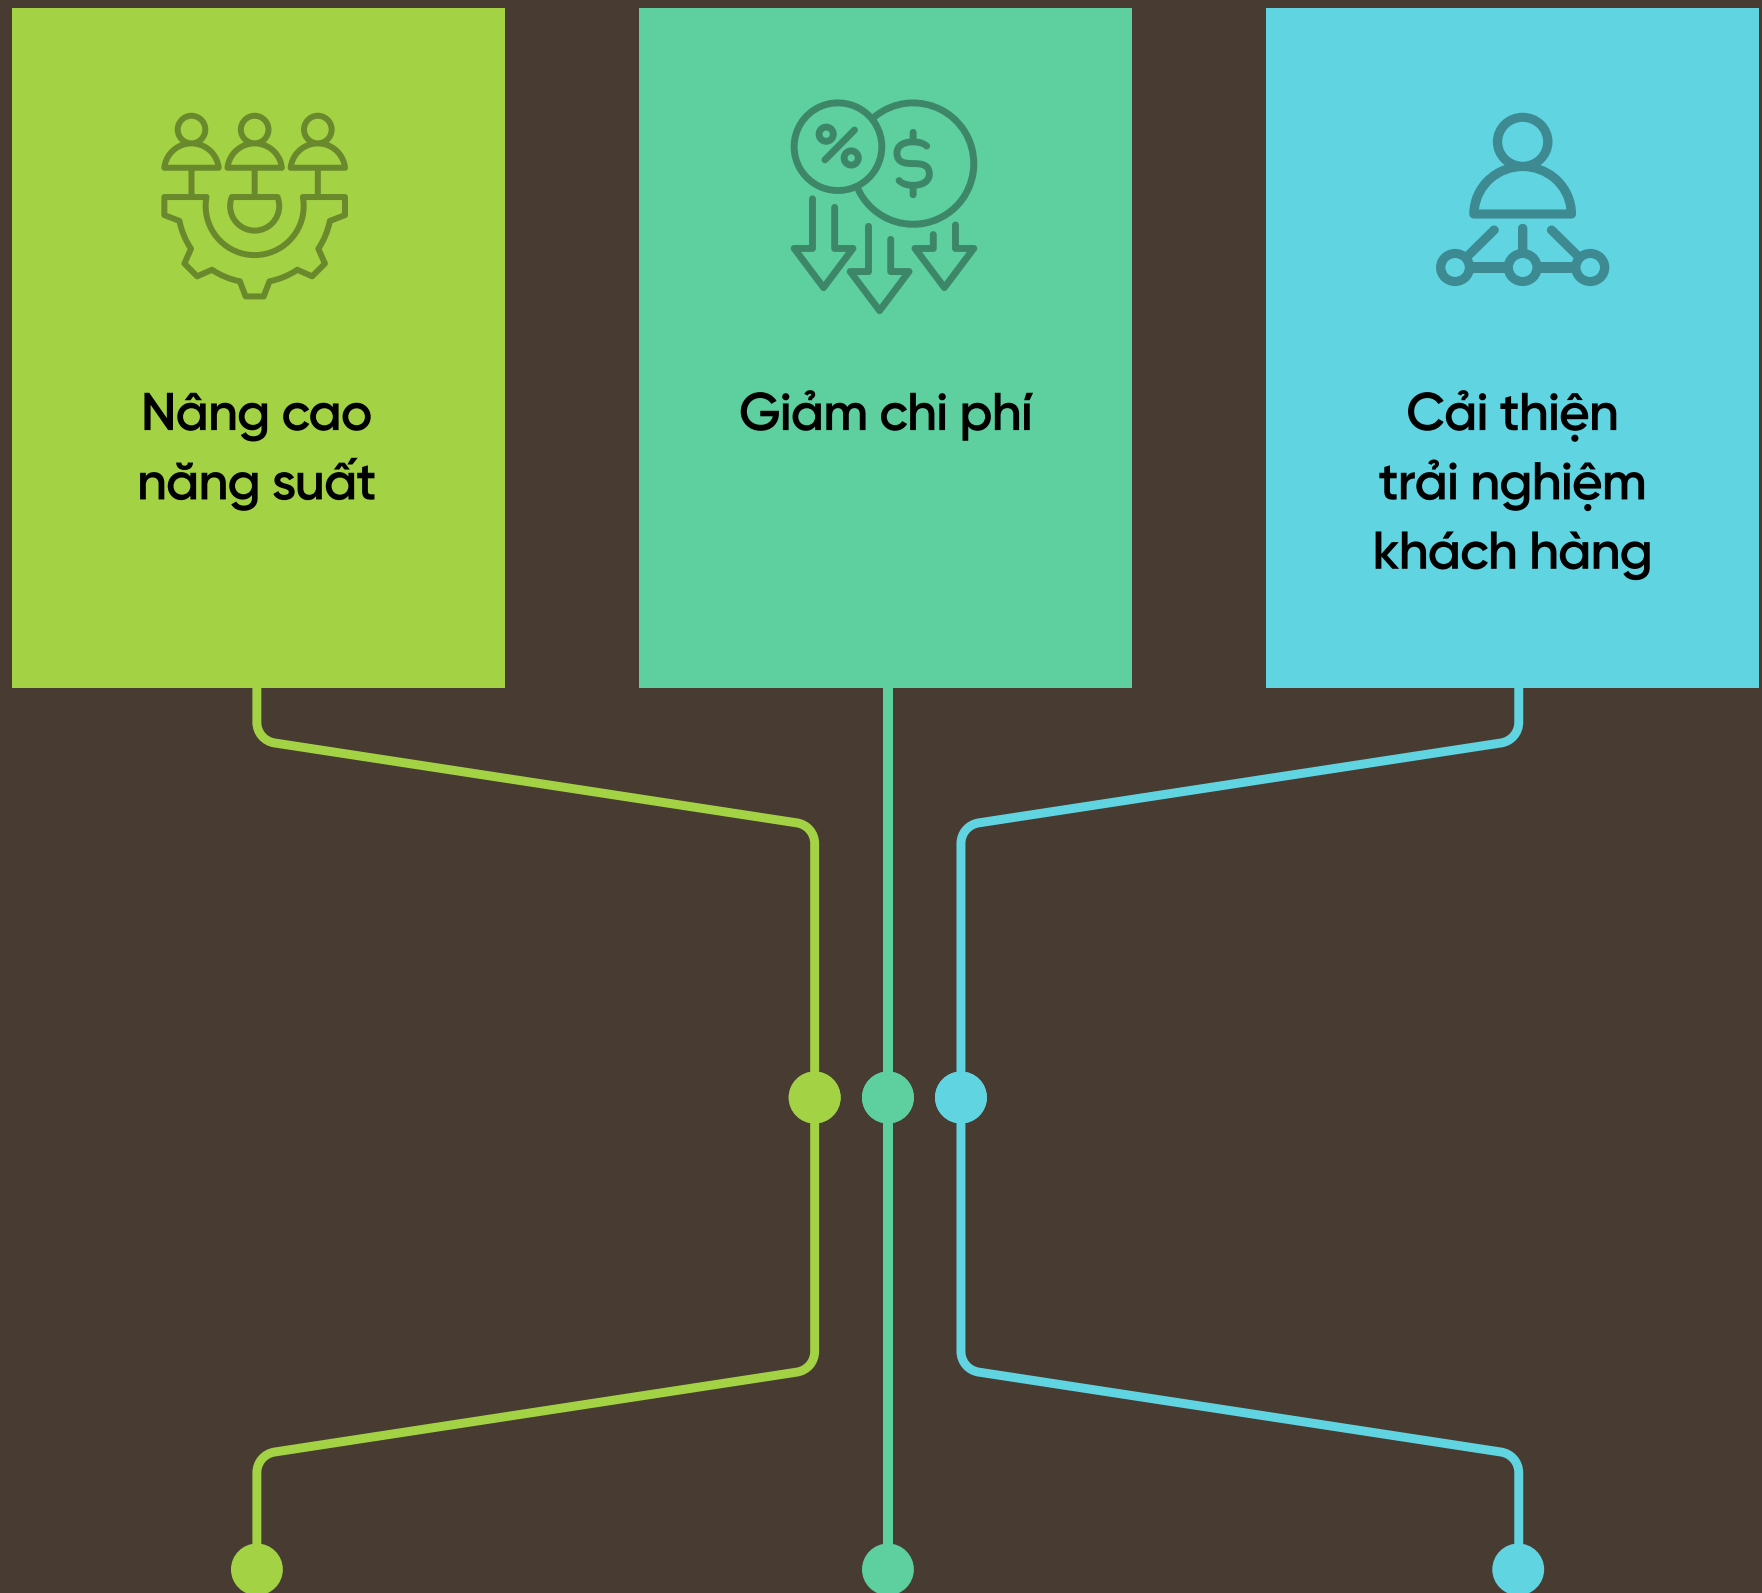 Nâng cao
năng suất
Giảm chi phí
Cải thiện
trải nghiệm
khách hàng